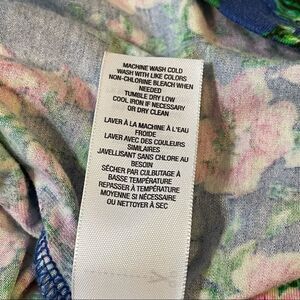 MACHINE WASH COLD
WASH WITH LIKE COLORS
NON-CHLORINE BLEACH WHEN
NEEDED
TUMBLE DRY LOW
COOL IRON IF NECESSARY
OR DRY CLEAN
LAVER À LA MACHINE À L'EAU
FROIDE
LAVER AVEC DES COULEURS
SIMILAIRES
JAVELLISANT SANS CHLORE AU
BESOIN
SÉCHER PAR CULBUTAGE À
BASSE TEMPÉRATURE
REPASSER À TEMPÉRATURE
MOYENNE SI NÉCESSAIRE
OU NETTOYER À SEC